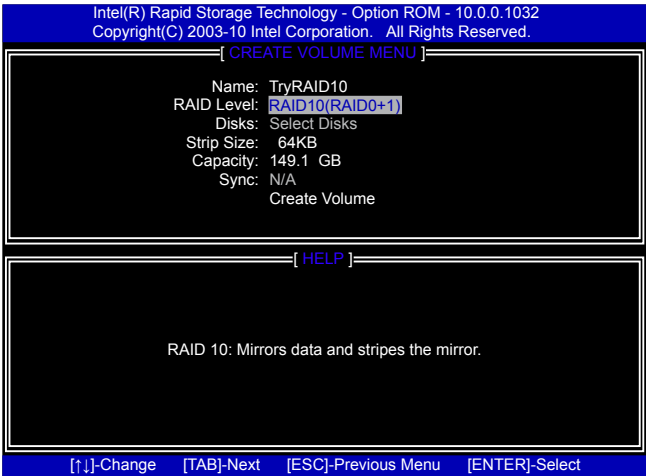 Intel(R) Rapid Storage Technology - Option ROM - 10.0.0.1032
Copyright(C) 2003-10 Intel Corporation. All Rights Reserved.
[ CREATE VOLUME MENU ]
Name: TryRAID10
RAID Level: RAID10(RAID0+1)
Disks: Select Disks
Strip Size: 64KB
Capacity: 149.1 GB
Sync: N/A
Create Volume
[ HELP ]
RAID 10: Mirrors data and stripes the mirror.
[↑↓]-Change [TAB]-Next [ESC]-Previous Menu [ENTER]-Select